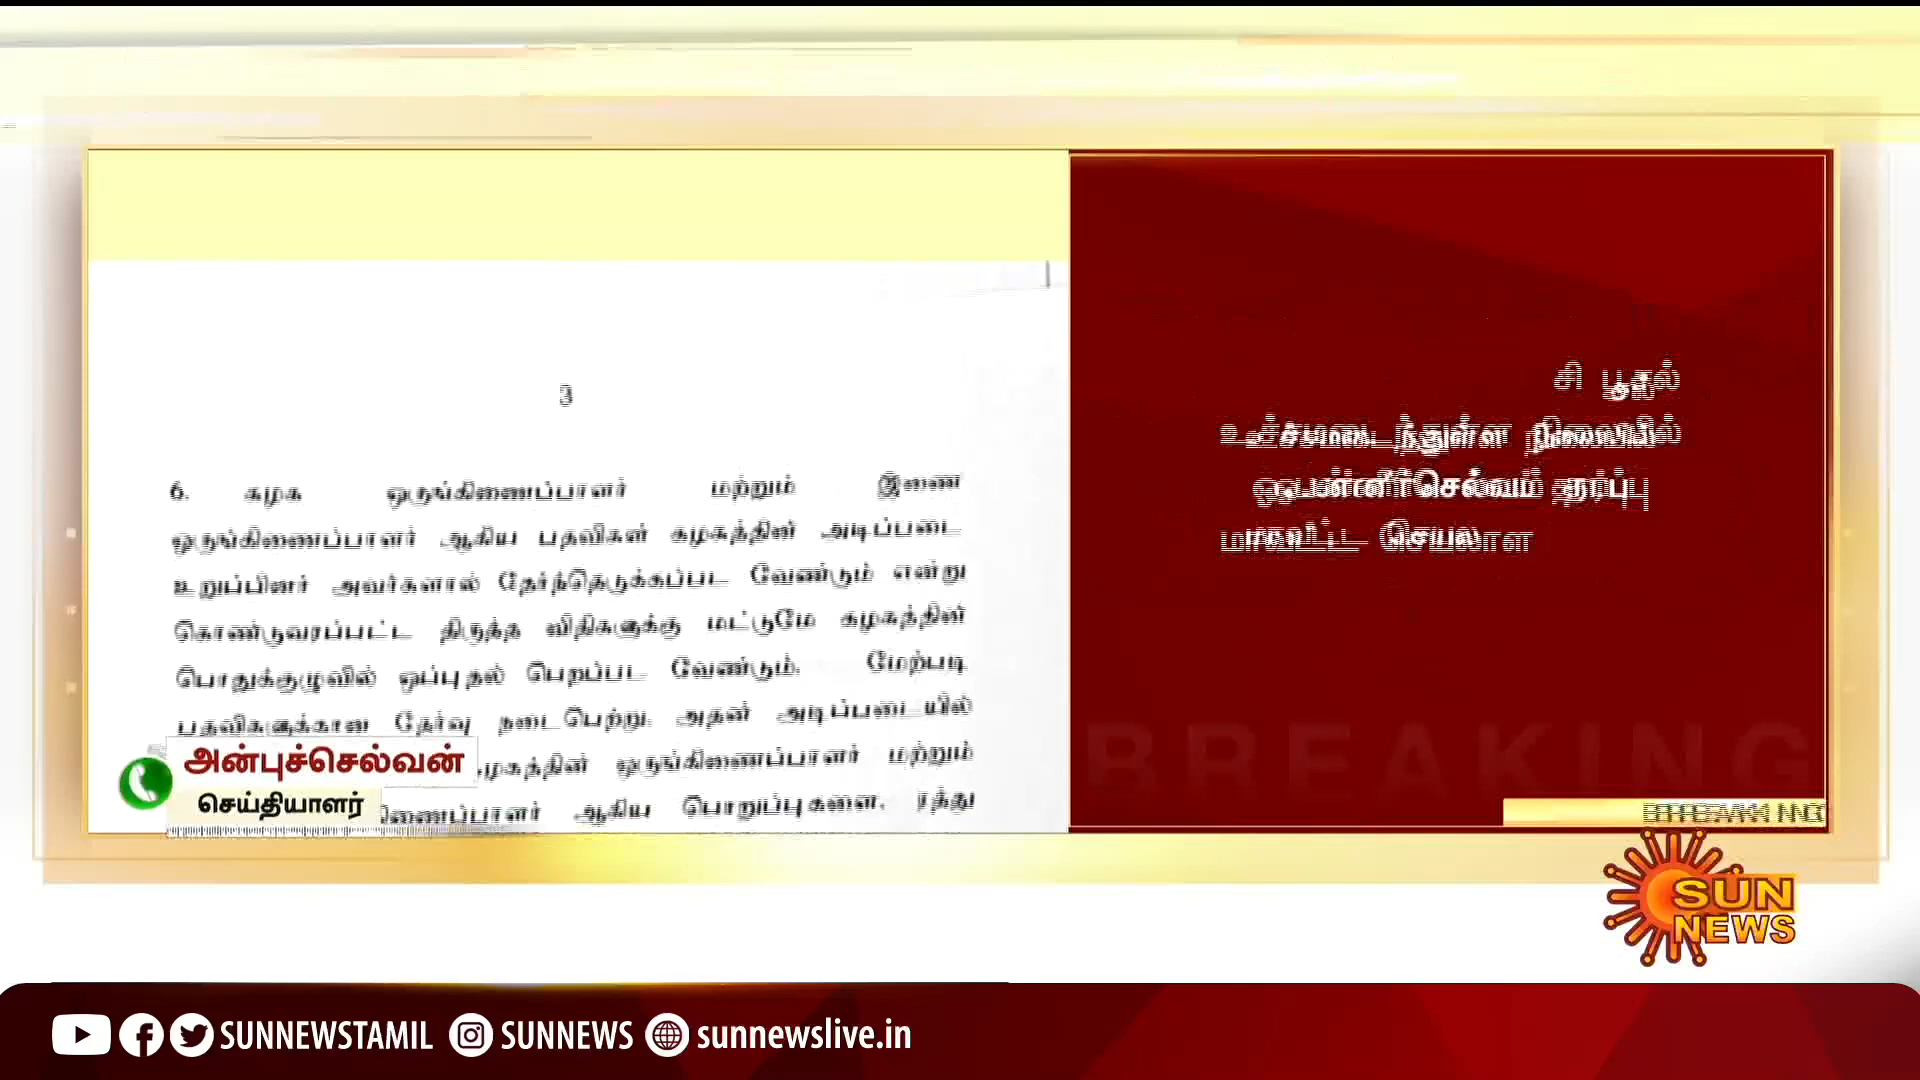 3
6. கழக ஒருங்கிணைப்பாளர் மற்றும் இணை
ஒருங்கிணைப்பாளர் ஆகிய பதவிகள் கழகத்தின் அடிப்படை
உறுப்பினர் அவர்களால் தேர்ந்தெடுக்கப்பட வேண்டும் என்று
கொண்டுவரப்பட்ட திருத்த விதிகளுக்கு மட்டுமே கழகத்தின்
பொதுக்குழுவில் ஒப்புதல் பெறப்பட வேண்டும். மேற்படி
பதவிகளுக்கான தேர்வு நடைபெற்று, அதன் அடிப்படையில்
ஒருங்கிணைப்பாளர் மற்றும்
ஆகிய பொறுப்புகளை, ரத்து
அன்புச்செல்வன்
செய்தியாளர்
உச்சமடைந்துள்ள நிலையில்
ஓ.பன்னீர்செல்வம் தரப்பு
மாவட்ட
BREAKING
SUN
NEWS
SUNNEWSTAMIL SUNNEWS sunnewslive.in